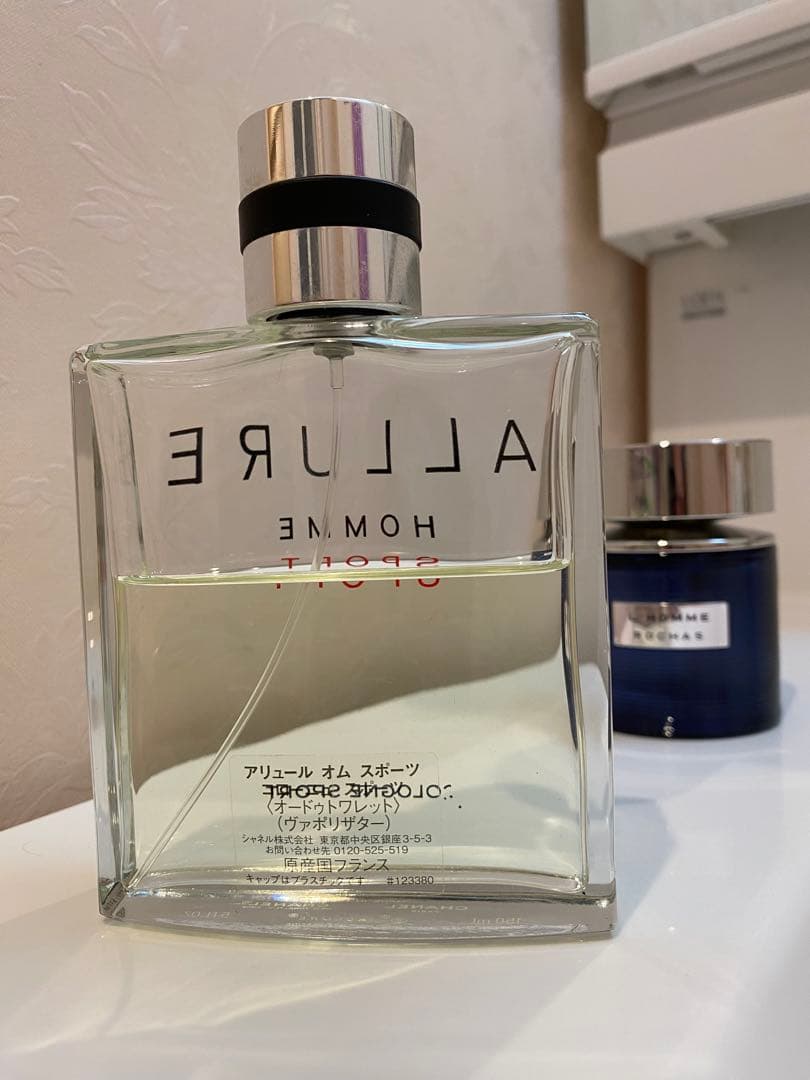 ALLURE
HOMME
SPORT
L'HOMME
ROCHAS
アリュール オム スポーツ
COLOGNE SPORT
〈オードゥトワレット〉
(ヴァポリザター)
シャネル株式会社 東京都中央区銀座3-5-3
お問い合わせ先 0120-525-519
原産国フランス
キャップはプラスチックです #123380
CHANEL
150 ml